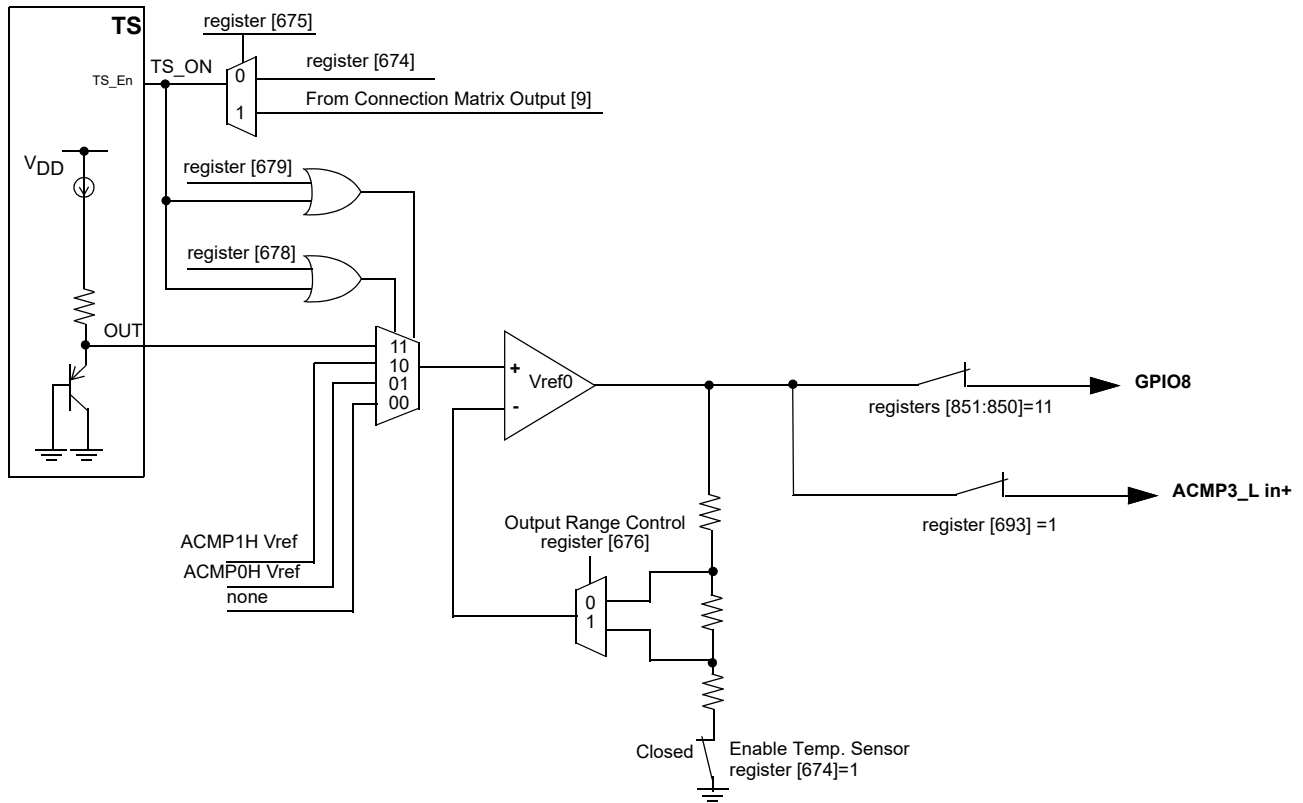 TS
register [675]
TS_En
TS_ON
0
1
register [674]
From Connection Matrix Output [9]
VDD
register [679]
register [678]
OUT
11
10
01
00
+
-
Vref0
GPIO8
registers [851:850]=11
ACMP3_L in+
register [693] =1
Output Range Control
register [676]
ACMP1H Vref
ACMP0H Vref
none
0
1
Closed
Enable Temp. Sensor
register [674]=1